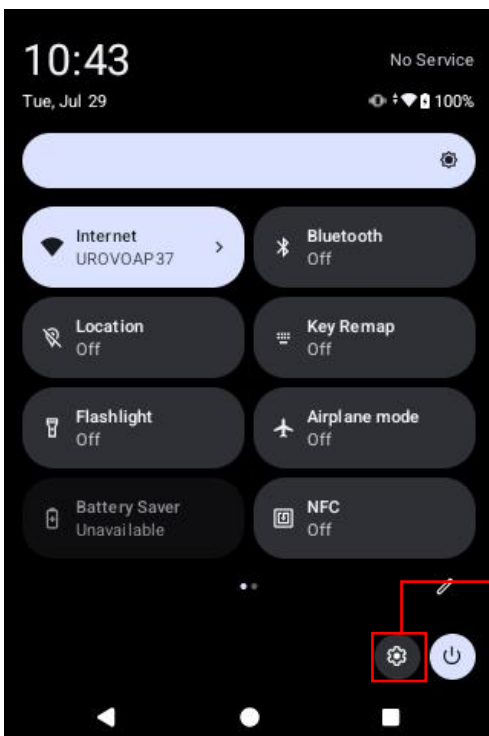 10:43
No Service
Tue, Jul 29
100%
Internet
UROVOAP37
Bluetooth
Off
Location
Off
Key Remap
Off
Flashlight
Off
Airplane mode
Off
Battery Saver
Unavailable
NFC
Off